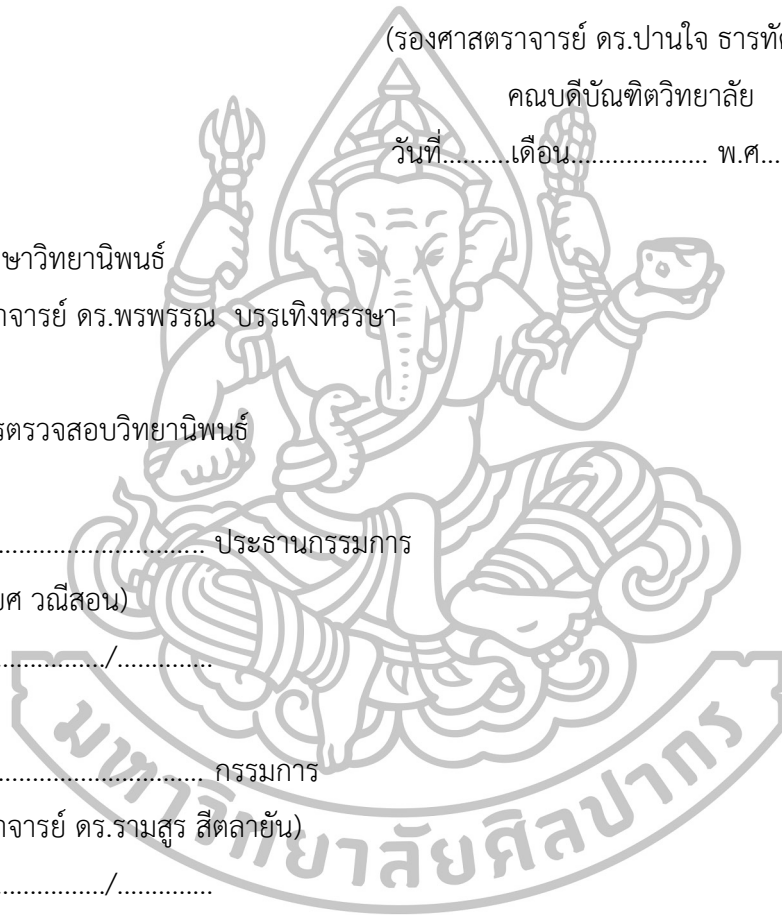 (รองศาสตราจารย์ ดร.ปานใจ
คณบดีบัณฑิตวิทยาลัย
วันที่..........เดือน.................... พ.ศ....
ษาวิทยานิพนธ์
าจารย์ ดร.พรพรรณ บรรเทิงหรรษา
รตรวจสอบวิทยานิพนธ์
.............................. ประธานกรรมการ
ยศ วณีสอน)
................/..............
.............................. กรรมการ
าจารย์ ดร.รามสูร สีตลายัน)
................/..............
มหาวิทยาลัยศิลปากร